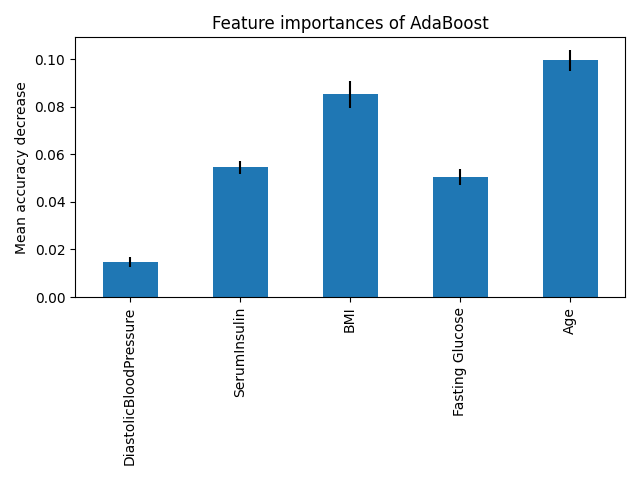 Feature importances of AdaBoost
Mean accuracy decrease
0.10
0.08
0.06
0.04
0.02
0.00
DiastolicBloodPressure
SerumInsulin
BMI
Fasting Glucose
Age